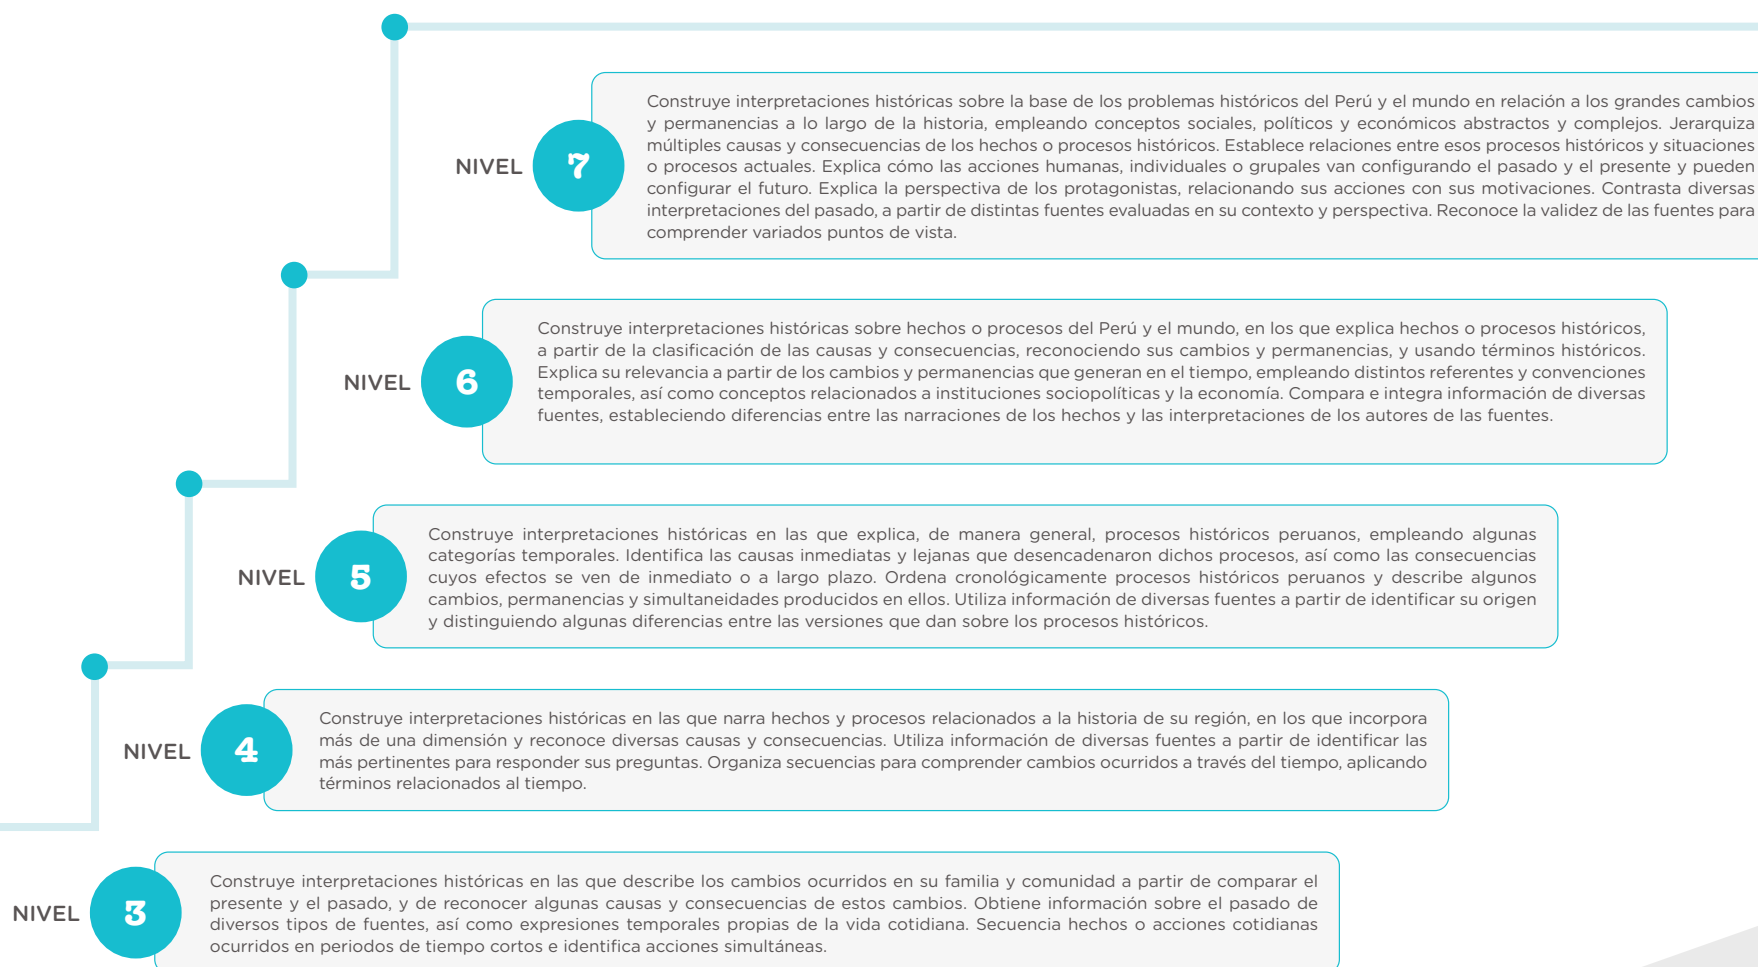 NIVEL
7
Construye interpretaciones históricas sobre la base de los problemas históricos del Perú y el mundo en relación a los grandes cambios
y permanencias a lo largo de la historia, empleando conceptos sociales, políticos y económicos abstractos y complejos. Jerarquiza
múltiples causas y consecuencias de los hechos o procesos históricos. Establece relaciones entre esos procesos históricos y situaciones
o procesos actuales. Explica cómo las acciones humanas, individuales o grupales van configurando el pasado y el presente y pueden
configurar el futuro. Explica la perspectiva de los protagonistas, relacionando sus acciones con sus motivaciones. Contrasta diversas
interpretaciones del pasado, a partir de distintas fuentes evaluadas en su contexto y perspectiva. Reconoce la validez de las fuentes para
comprender variados puntos de vista.
NIVEL
6
Construye interpretaciones históricas sobre hechos o procesos del Perú y el mundo, en los que explica hechos o procesos históricos,
a partir de la clasificación de las causas y consecuencias, reconociendo sus cambios y permanencias, y usando términos históricos.
Explica su relevancia a partir de los cambios y permanencias que generan en el tiempo, empleando distintos referentes y convenciones
temporales, así como conceptos relacionados a instituciones sociopolíticas y la economía. Compara e integra información de diversas
fuentes, estableciendo diferencias entre las narraciones de los hechos y las interpretaciones de los autores de las fuentes.
NIVEL
5
Construye interpretaciones históricas en las que explica, de manera general, procesos históricos peruanos, empleando algunas
categorías temporales. Identifica las causas inmediatas y lejanas que desencadenaron dichos procesos, así como las consecuencias
cuyos efectos se ven de inmediato o a largo plazo. Ordena cronológicamente procesos históricos peruanos y describe algunos
cambios, permanencias y simultaneidades producidos en ellos. Utiliza información de diversas fuentes a partir de identificar su origen
y distinguiendo algunas diferencias entre las versiones que dan sobre los procesos históricos.
NIVEL
4
Construye interpretaciones históricas en las que narra hechos y procesos relacionados a la historia de su región, en los que incorpora
más de una dimensión y reconoce diversas causas y consecuencias. Utiliza información de diversas fuentes a partir de identificar las
más pertinentes para responder sus preguntas. Organiza secuencias para comprender cambios ocurridos a través del tiempo, aplicando
términos relacionados al tiempo.
NIVEL
3
Construye interpretaciones históricas en las que describe los cambios ocurridos en su familia y comunidad a partir de comparar el
presente y el pasado, y de reconocer algunas causas y consecuencias de estos cambios. Obtiene información sobre el pasado de
diversos tipos de fuentes, así como expresiones temporales propias de la vida cotidiana. Secuencia hechos o acciones cotidianas
ocurridos en periodos de tiempo cortos e identifica acciones simultáneas.